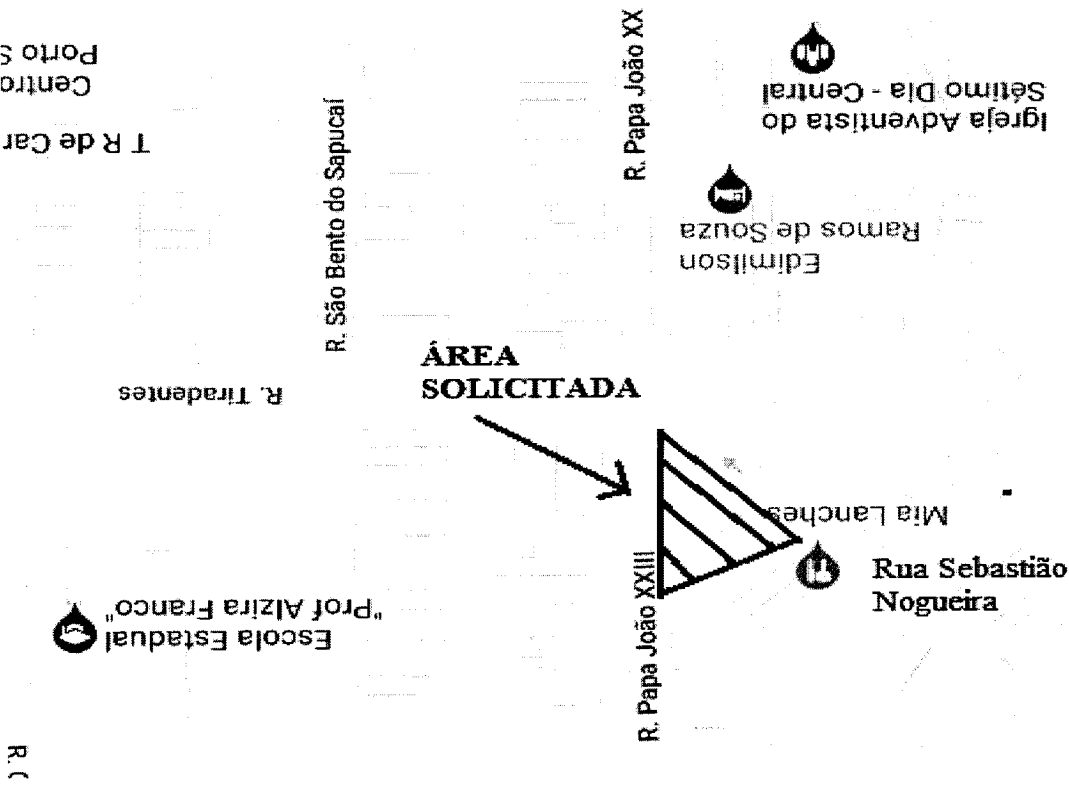 Porto S
Centro
T R de Car
R. São Bento do Sapucaí
R. Papa João XX
Igreja Adventista do
Sétimo Dia - Central
Edimilson
Ramos de Souza
R. Tiradentes
ÁREA
SOLICITADA
Mia Lanches
Rua Sebastião
Nogueira
R. Papa João XXIII
Escola Estadual
"Prof Alzira Franco"
R.